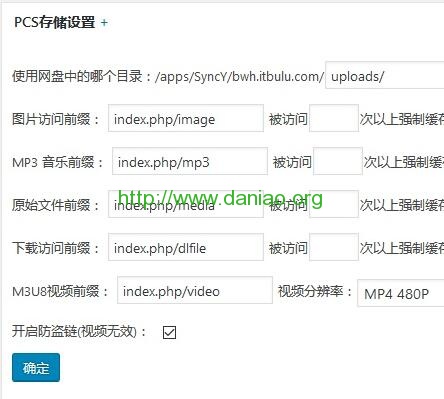 PCS存储设置 +
使用网盘中的哪个目录：/apps/SyncY/bwh.itbulu.com/ uploads/
图片访问前缀： index.php/image 被访问 次以上强制缓存
MP3 音乐前缀： index.php/mp3 被访问 次以上强制缓存
http://www.daniao.org
原始文件前缀： index.php/media 被访问 次以上强制缓存
下载访问前缀： index.php/dlfile 被访问 次以上强制缓存
M3U8视频前缀： index.php/video 视频分辨率： MP4 480P
开启防盗链(视频无效)：
确定